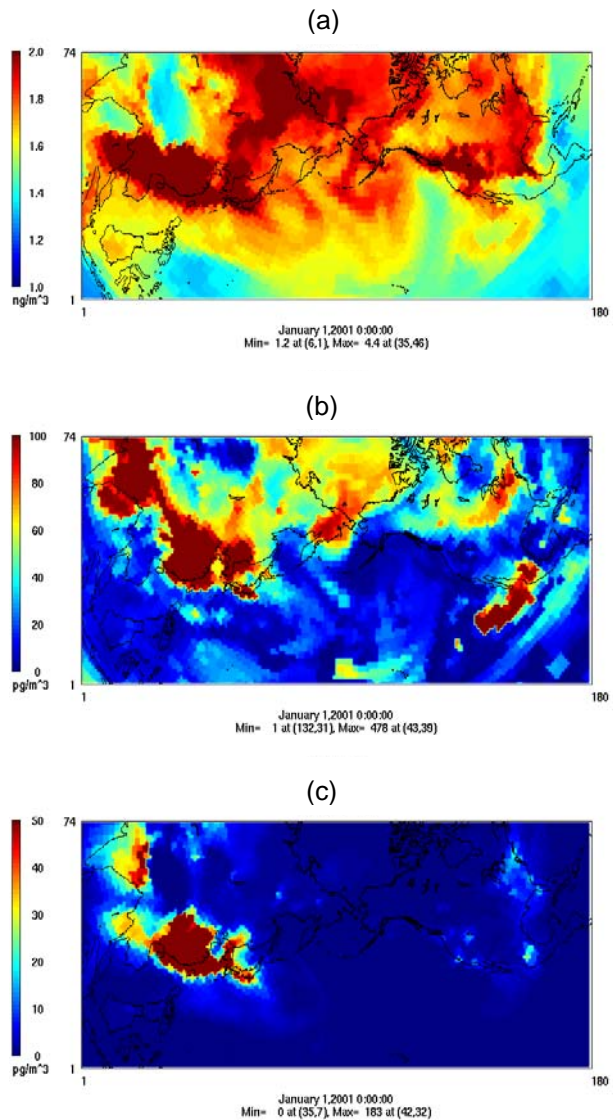 (a)
2.0
74
1.8
1.6
1.4
1.2
1.0
ng/m^3
1
1
180
January 1,2001 0:00:00
Min= 1.2 at (6,1), Max= 4.4 at (35,46)
(b)
100
74
80
60
40
20
0
pg/m^3
1
1
180
January 1,2001 0:00:00
Min= 1 at (132,31), Max= 478 at (43,39)
(c)
50
74
40
30
20
10
0
pg/m^3
1
1
180
January 1,2001 0:00:00
Min= 0 at (35,7), Max= 183 at (42,32)